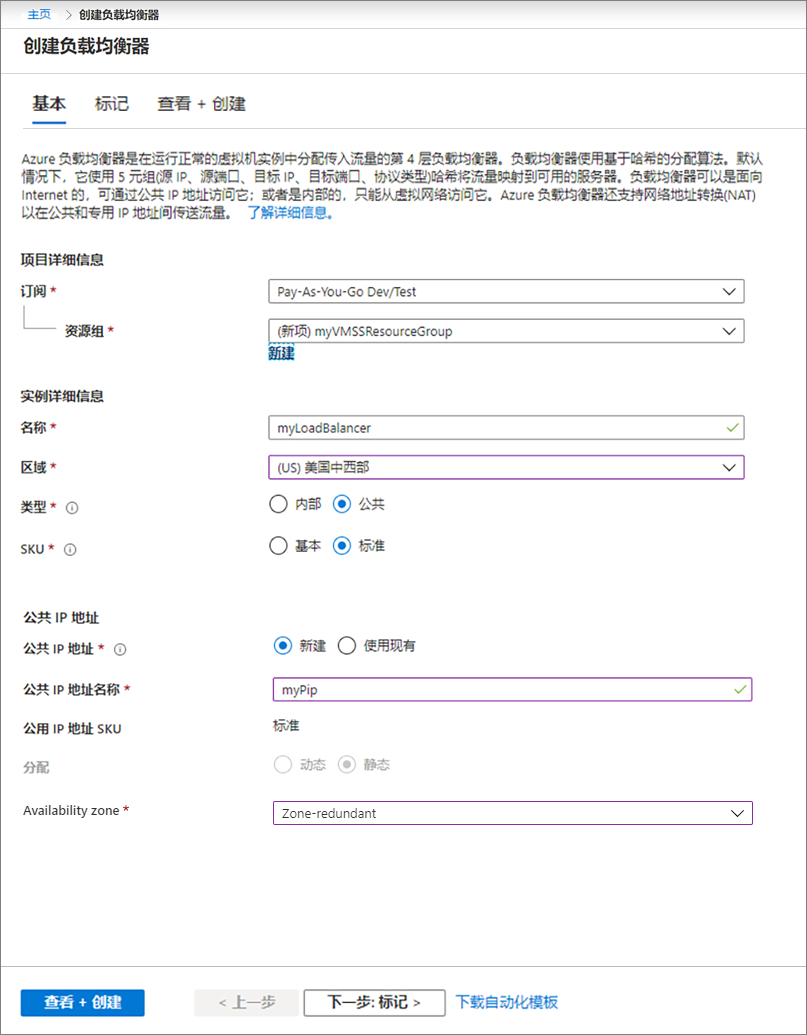 主页 > 创建负载均衡器
创建负载均衡器
基本 标记 查看 + 创建
Azure 负载均衡器是在运行正常的虚拟机实例中分配传入流量的第 4 层负载均衡器。负载均衡器使用基于哈希的分配算法。默认
情况下，它使用 5 元组(源 IP、源端口、目标 IP、目标端口、协议类型)哈希将流量映射到可用的服务器。负载均衡器可以是面向
Internet 的，可通过公共 IP 地址访问它；或者是内部的，只能从虚拟网络访问它。Azure 负载均衡器还支持网络地址转换(NAT)
以在公共和专用 IP 地址间传送流量。 了解详细信息。
项目详细信息
订阅 * Pay-As-You-Go Dev/Test
资源组 * (新项) myVMSSResourceGroup
新建
实例详细信息
名称 * myLoadBalancer
区域 * (US) 美国中西部
类型 * 内部 公共
SKU * 基本 标准
公共 IP 地址
公共 IP 地址 * 新建 使用现有
公共 IP 地址名称 * myPip
公用 IP 地址 SKU 标准
分配 动态 静态
Availability zone * Zone-redundant
查看 + 创建 < 上一步 下一步: 标记 > 下载自动化模板